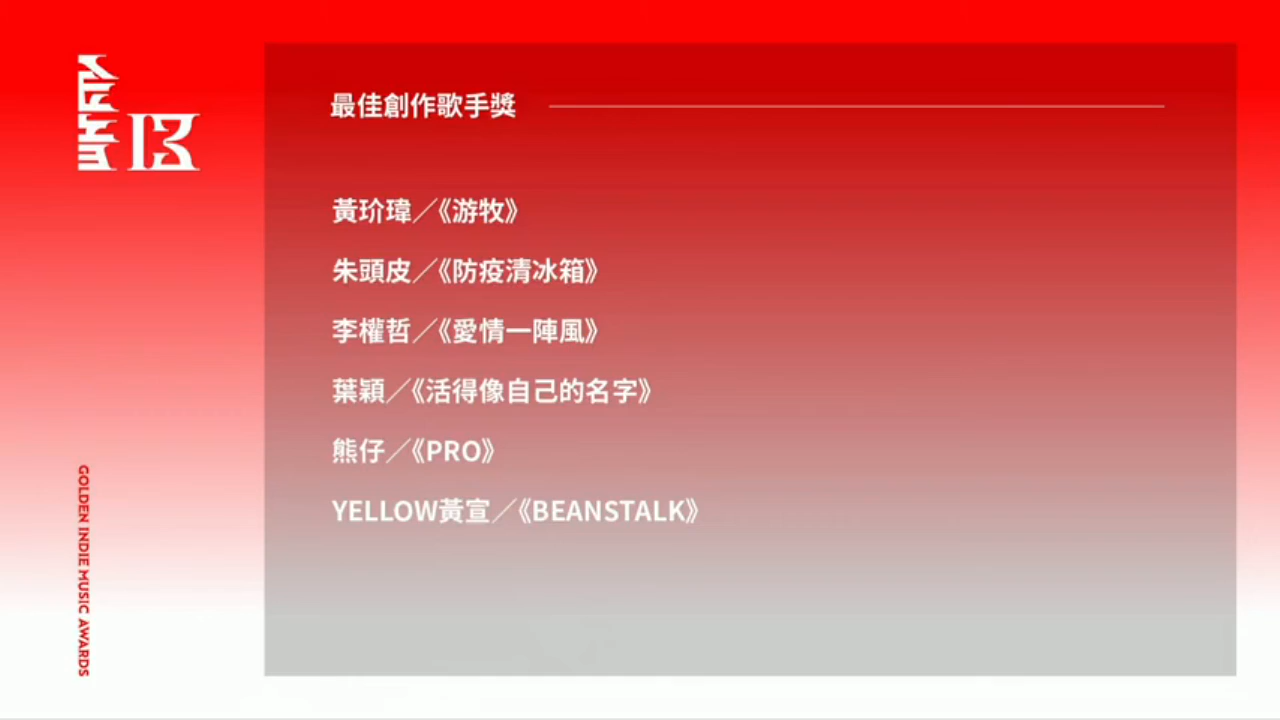 13
最佳創作歌手獎
黃玠瑋／《游牧》
朱頭皮／《防疫清冰箱》
李權哲／《愛情一陣風》
葉穎／《活得像自己的名字》
熊仔／《PRO》
YELLOW黃宣／《BEANSTALK》
GOLDEN INDIE MUSIC AWARDS